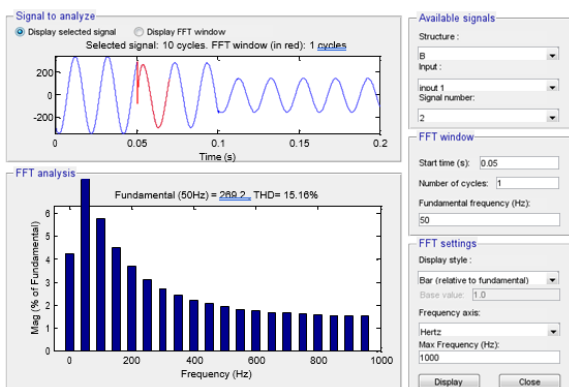 Signal to analyze
Display selected signal Display FFT window
Selected signal: 10 cycles. FFT window (in red): 1 cycles
200
0
-200
0 0.05 0.1 0.15 0.2
Time (s)
FFT analysis
Fundamental (50Hz) = 269.2 , THD= 15.16%
6
5
4
3
2
1
0
Mag (% of Fundamental)
0 200 400 600 800 1000
Frequency (Hz)
Available signals
Structure :
B
Input :
input 1
Signal number:
2
FFT window
Start time (s): 0.05
Number of cycles: 1
Fundamental frequency (Hz):
50
FFT settings
Display style :
Bar (relative to fundamental)
Base value: 1.0
Frequency axis:
Hertz
Max Frequency (Hz):
1000
Display Close